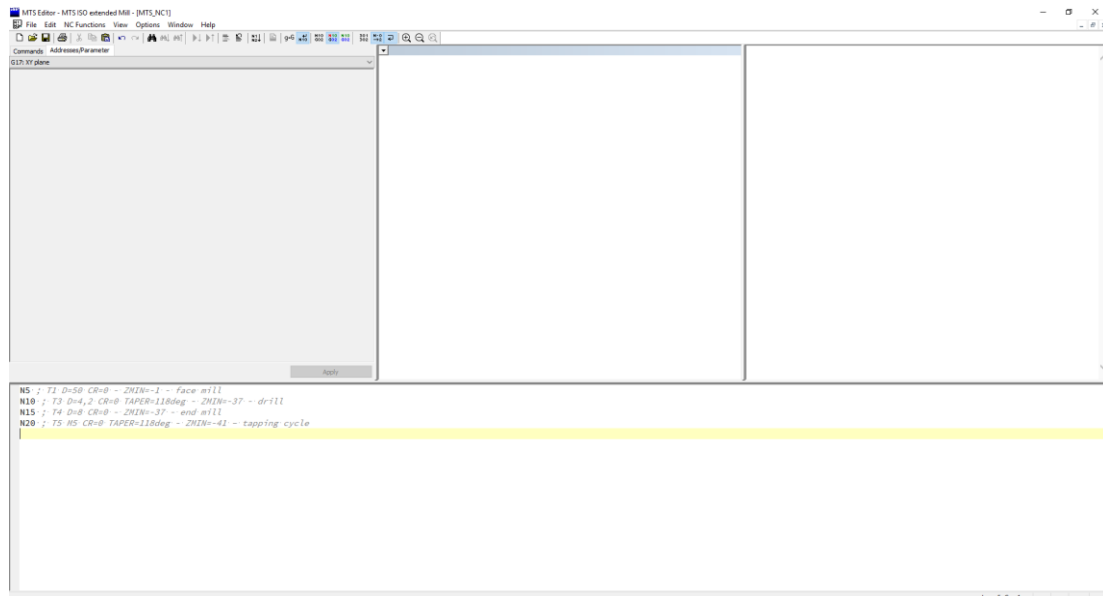 MTS Editor - MTS ISO extended Mill - [MTS_NC1]
File Edit NC Functions View Options Window Help
Commands Addresses/Parameter
G17: XY plane
Apply
N5 ; T1 D=50 CR=0 - ZMIN=-1 - face mill
N10 ; T3 D=4,2 CR=0 TAPER=118deg - ZMIN=-37 - drill
N15 ; T4 D=8 CR=0 - ZMIN=-37 - end mill
N20 ; T5 M5 CR=0 TAPER=118deg - ZMIN=-41 - tapping cycle